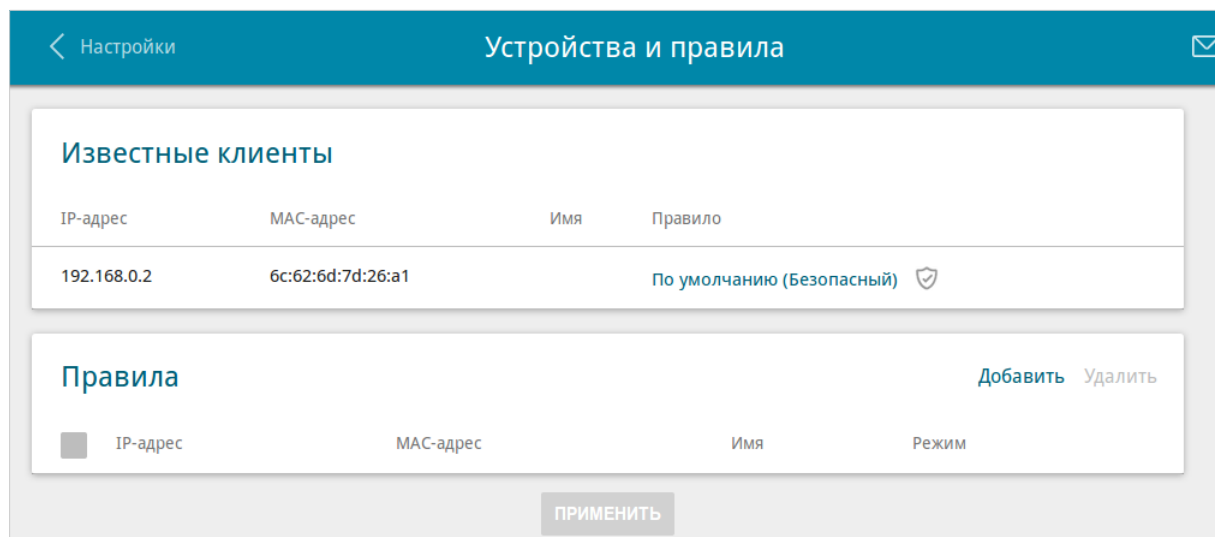 Настройки
Устройства и правила
Известные клиенты
IP-адрес MAC-адрес Имя Правило
192.168.0.2 6c:62:6d:7d:26:a1 По умолчанию (Безопасный)
Правила Добавить Удалить
IP-адрес MAC-адрес Имя Режим
ПРИМЕНИТЬ